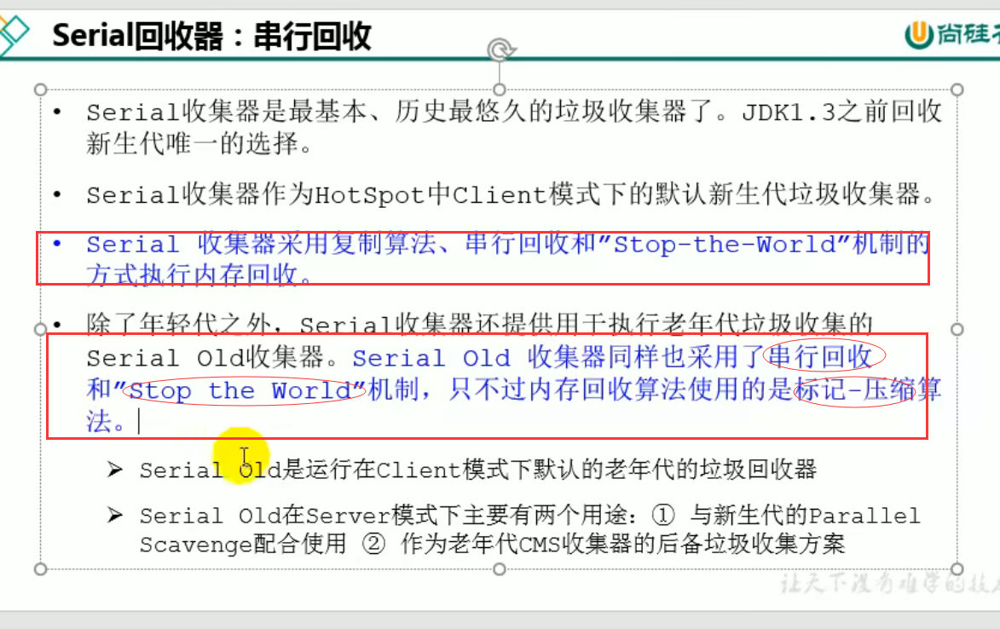 Serial回收器：串行回收
尚硅
• Serial收集器是最基本、历史最悠久的垃圾收集器了。JDK1.3之前回收
新生代唯一的选择。
• Serial收集器作为HotSpot中Client模式下的默认新生代垃圾收集器。
• Serial 收集器采用复制算法、串行回收和"Stop-the-World"机制的
方式执行内存回收。
• 除了年轻代之外，Serial收集器还提供用于执行老年代垃圾收集的
Serial Old收集器。Serial Old 收集器同样也采用了串行回收
和"Stop the World"机制，只不过内存回收算法使用的是标记-压缩算
法。
➢ Serial Old是运行在Client模式下默认的老年代的垃圾回收器
➢ Serial Old在Server模式下主要有两个用途：① 与新生代的Parallel
Scavenge配合使用 ② 作为老年代CMS收集器的后备垃圾收集方案
让天下没有难学的技